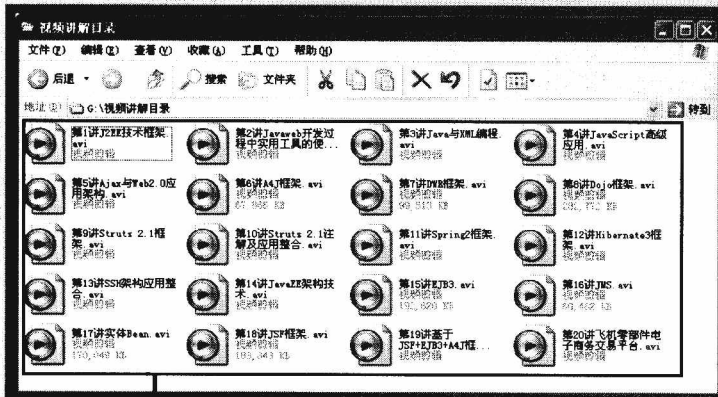 视频讲解目录
文件(F) 编辑(E) 查看(V) 收藏(A) 工具(T) 帮助(H)
后退 搜索 文件夹
地址(D) G:\视频讲解目录 转到
第1讲J2EE技术框架 第2讲Javaweb开发过 第3讲Java与XML编程. 第4讲JavaScript高级
.avi 程中实用工具的使... avi 应用.avi
视频剪辑 视频剪辑 视频剪辑 视频剪辑
第5讲Ajax与Web2.0应 第6讲A4J框架.avi 第7讲DWR框架.avi 第8讲Dojo框架.avi
用架构.avi 视频剪辑 视频剪辑 视频剪辑
视频剪辑
第9讲Struts 2.1框 第10讲Struts 2.1注 第11讲Spring2框架. 第12讲Hibernate3框
架.avi 解及应用整合.avi avi 架.avi
视频剪辑 视频剪辑 视频剪辑 视频剪辑
第13讲SSH架构应用整 第14讲JavaEE架构技 第15讲EJB3.avi 第16讲JMS.avi
合.avi 术.avi 视频剪辑 视频剪辑
视频剪辑 视频剪辑
第17讲实体Bean.avi 第18讲JSF框架.avi 第19讲基于 第20讲飞机零部件电
视频剪辑 视频剪辑 JSF+EJB3+A4J框... 子商务交易平台.avi
视频剪辑 视频剪辑